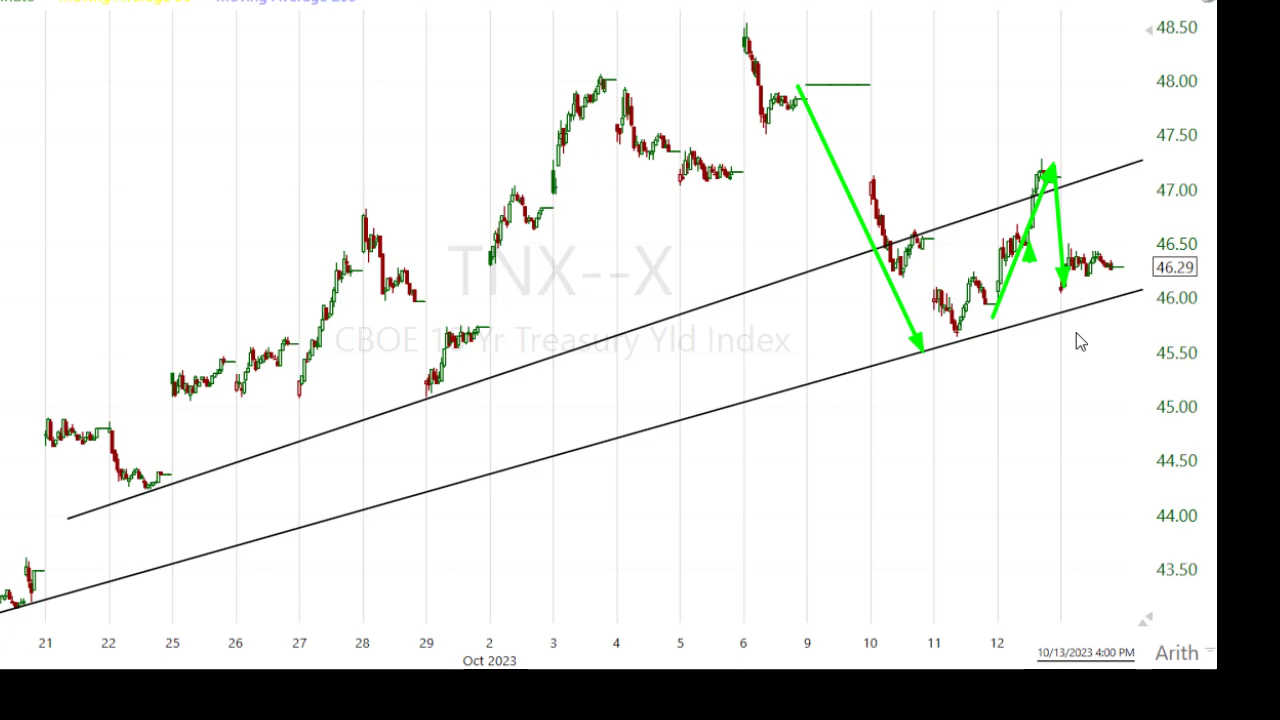 48.50
48.00
47.50
47.00
46.50
46.29
46.00
45.50
45.00
44.50
44.00
43.50
TNX--X
CBOE 10 Yr Treasury Yld Index
21 22 25 26 27 28 29 2 3 4 5 6 9 10 11 12
Oct 2023
10/13/2023 4:00 PM
Arith